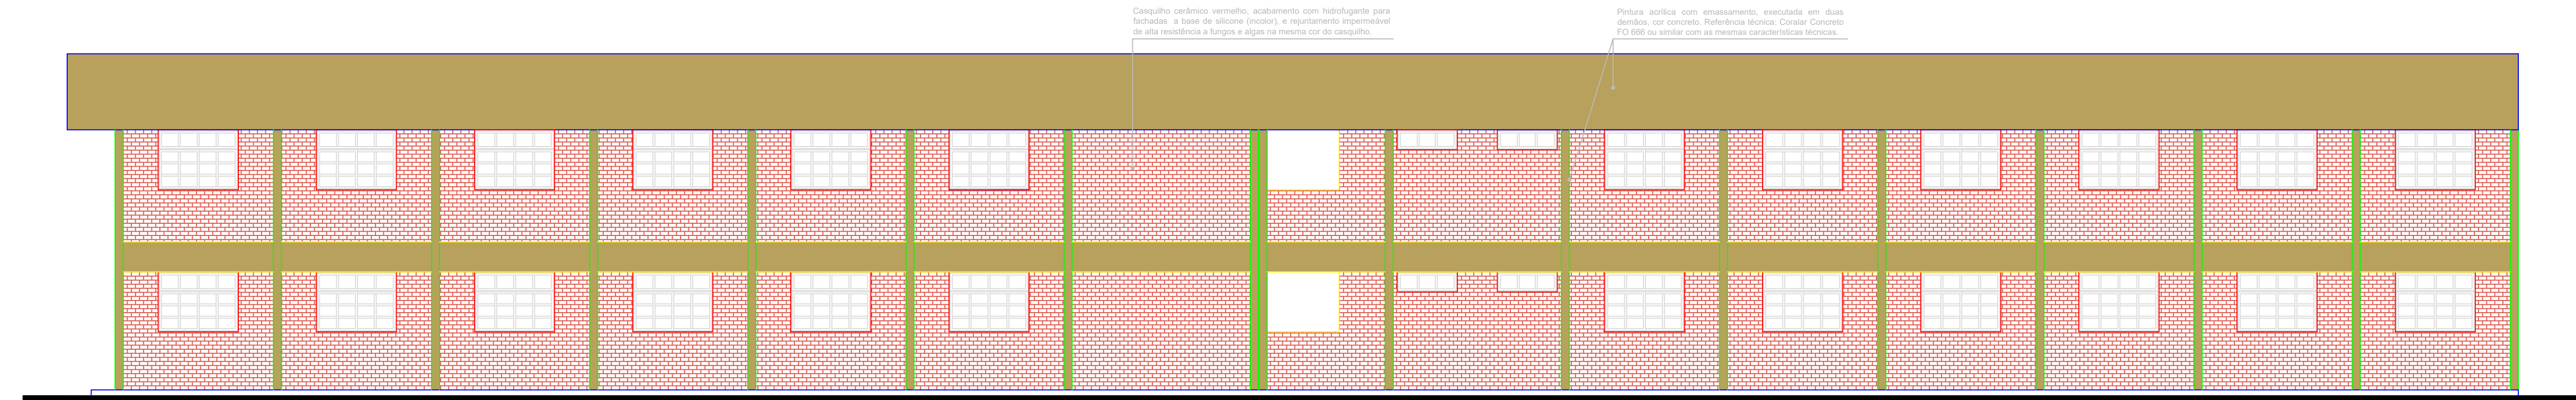 Casquilho cerâmico vermelho, acabamento com hidrofugante para
fachadas a base de silicone (incolor), e rejuntamento impermeável
de alta resistência a fungos e algas na mesma cor do casquilho.
Pintura acrílica com emassamento, executada em duas
demãos, cor concreto. Referência técnica: Coralar Concreto
FO 666 ou similar com as mesmas características técnicas.